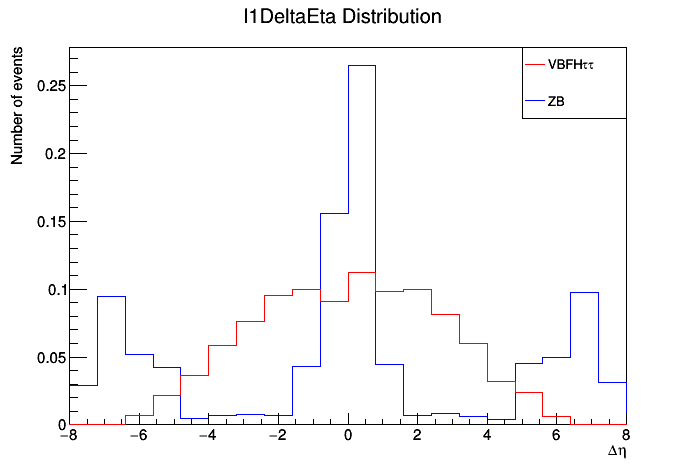 l1DeltaEta Distribution
Number of events
VBFHττ
ZB
0.25
0.2
0.15
0.1
0.05
0
−8 −6 −4 −2 0 2 4 6 8
Δη